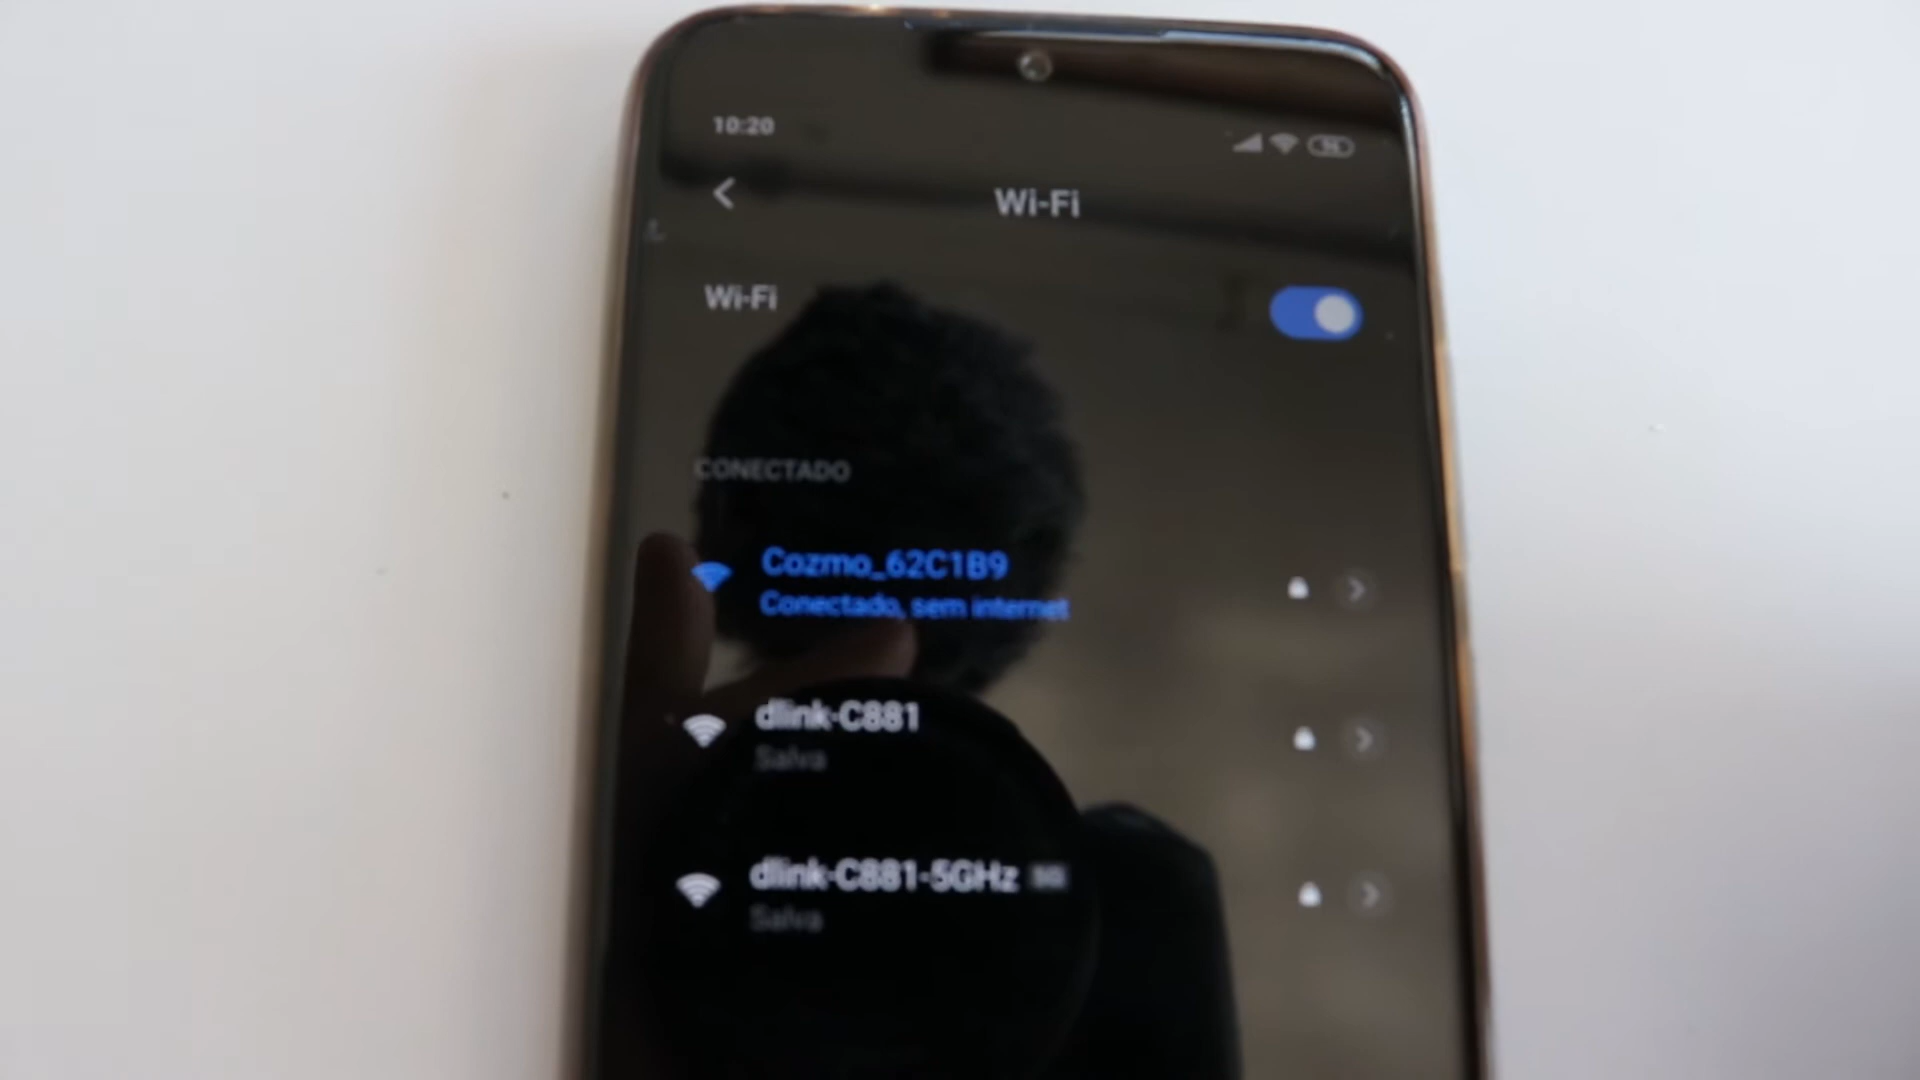 10:20
Wi-Fi
Wi-Fi
CONECTADO
Cozmo_62C1B9
Conectado, sem internet
dlink-C881
Salva
dlink-C881-5GHz
Salva